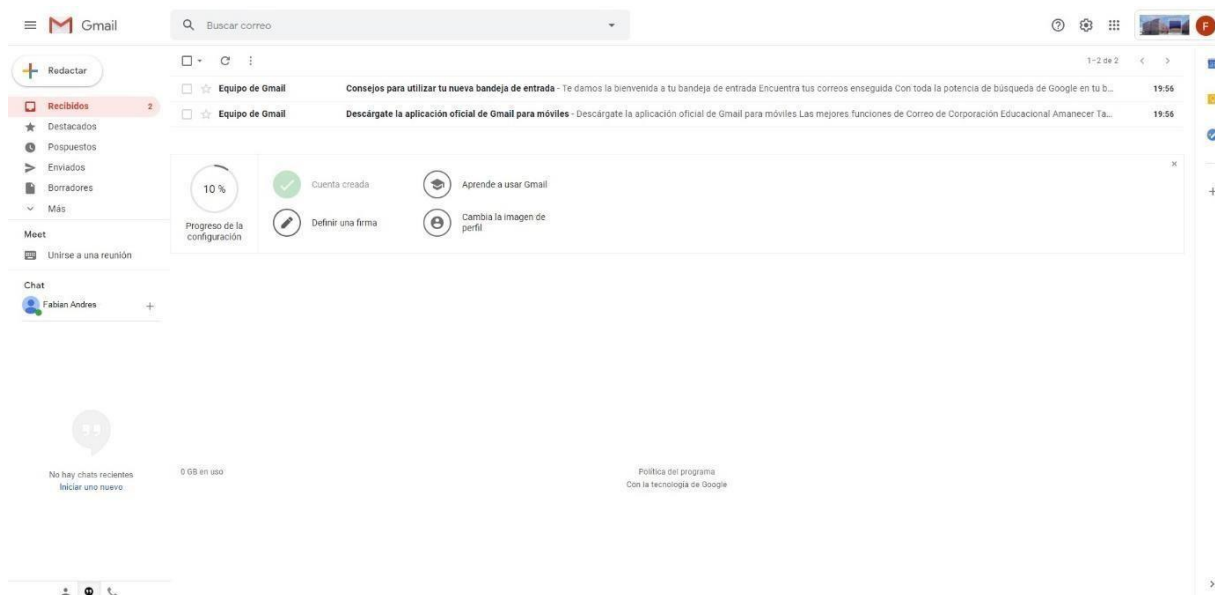 Gmail
Buscar correo
F
Redactar
1–2 de 2
Recibidos 2
Destacados
Pospuestos
Enviados
Borradores
Más
Meet
Unirse a una reunión
Chat
Fabian Andres
No hay chats recientes
Iniciar uno nuevo
Equipo de Gmail Consejos para utilizar tu nueva bandeja de entrada - Te damos la bienvenida a tu bandeja de entrada Encuentra tus correos enseguida Con toda la potencia de búsqueda de Google en tu b... 19:56
Equipo de Gmail Descárgate la aplicación oficial de Gmail para móviles - Descárgate la aplicación oficial de Gmail para móviles Las mejores funciones de Correo de Corporación Educacional Amanecer Ta... 19:56
10 %
Progreso de la
configuración
Cuenta creada
Aprende a usar Gmail
Definir una firma
Cambia la imagen de
perfil
0 GB en uso
Política del programa
Con la tecnología de Google